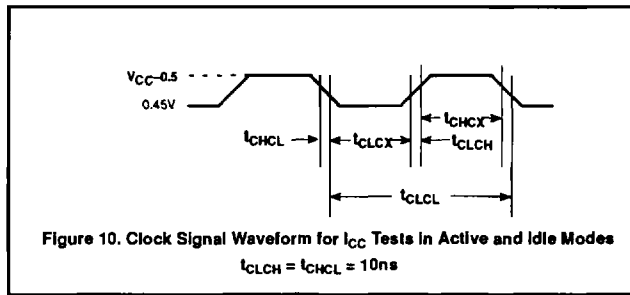 VCC–0.5
0.45V
tCHCX
tCHCL
tCLCX
tCLCH
tCLCL
Figure 10. Clock Signal Waveform for ICC Tests in Active and Idle Modes
tCLCH = tCHCL = 10ns